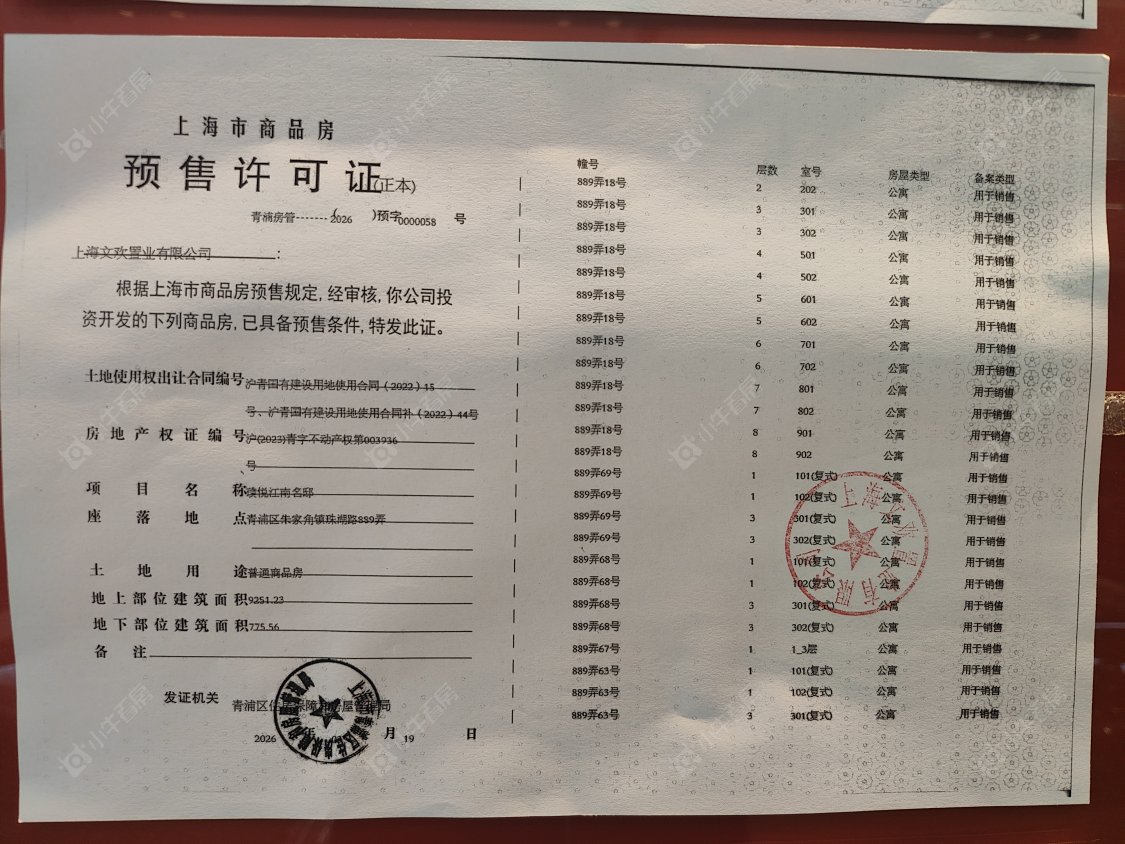 上海市商品房
预售许可证(正本)
青浦房管-------( 2026 )预字0000058 号
上海文欢置业有限公司:
根据上海市商品房预售规定,经审核,你公司投
资开发的下列商品房,已具备预售条件,特发此证。
土地使用权出让合同编号 沪青国有建设用地使用合同(2022)15
号、沪青国有建设用地使用合同补(2022)44号
房地产权证编号 沪(2023)青字不动产权第003936
号
项目名称 璞悦江南名邸
座落地点 青浦区朱家角镇珠湖路889弄
土地用途 普通商品房
地上部位建筑面积 9251.23
地下部位建筑面积 775.56
备注
发证机关 青浦区住房保障和房屋管理局
2026 年 月 19 日
幢号 层数 室号 房屋类型 备案类型
889弄18号 2 202 公寓 用于销售
889弄18号 3 301 公寓 用于销售
889弄18号 3 302 公寓 用于销售
889弄18号 4 501 公寓 用于销售
889弄18号 4 502 公寓 用于销售
889弄18号 5 601 公寓 用于销售
889弄18号 5 602 公寓 用于销售
889弄18号 6 701 公寓 用于销售
889弄18号 6 702 公寓 用于销售
889弄18号 7 801 公寓 用于销售
889弄18号 7 802 公寓 用于销售
889弄18号 8 901 公寓 用于销售
889弄18号 8 902 公寓 用于销售
889弄69号 1 101(复式) 公寓 用于销售
889弄69号 1 102(复式) 公寓 用于销售
889弄69号 3 301(复式) 公寓 用于销售
889弄69号 3 302(复式) 公寓 用于销售
889弄68号 1 101(复式) 公寓 用于销售
889弄68号 1 102(复式) 公寓 用于销售
889弄68号 3 301(复式) 公寓 用于销售
889弄68号 3 302(复式) 公寓 用于销售
889弄67号 1 1_3层 公寓 用于销售
889弄63号 1 101(复式) 公寓 用于销售
889弄63号 1 102(复式) 公寓 用于销售
889弄63号 3 301(复式) 公寓 用于销售
上海文欢置业有限公司
小牛看房